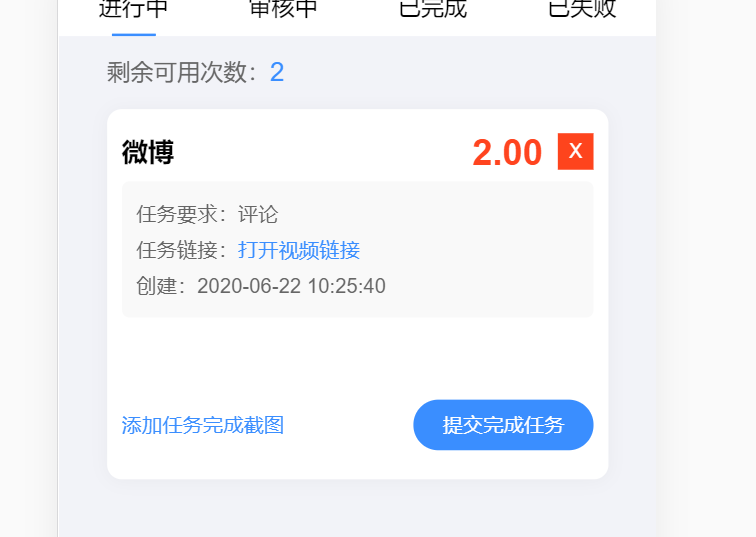 进行中 审核中 已完成 已失败
剩余可用次数：2
微博 2.00 X
任务要求：评论
任务链接：打开视频链接
创建：2020-06-22 10:25:40
添加任务完成截图 提交完成任务